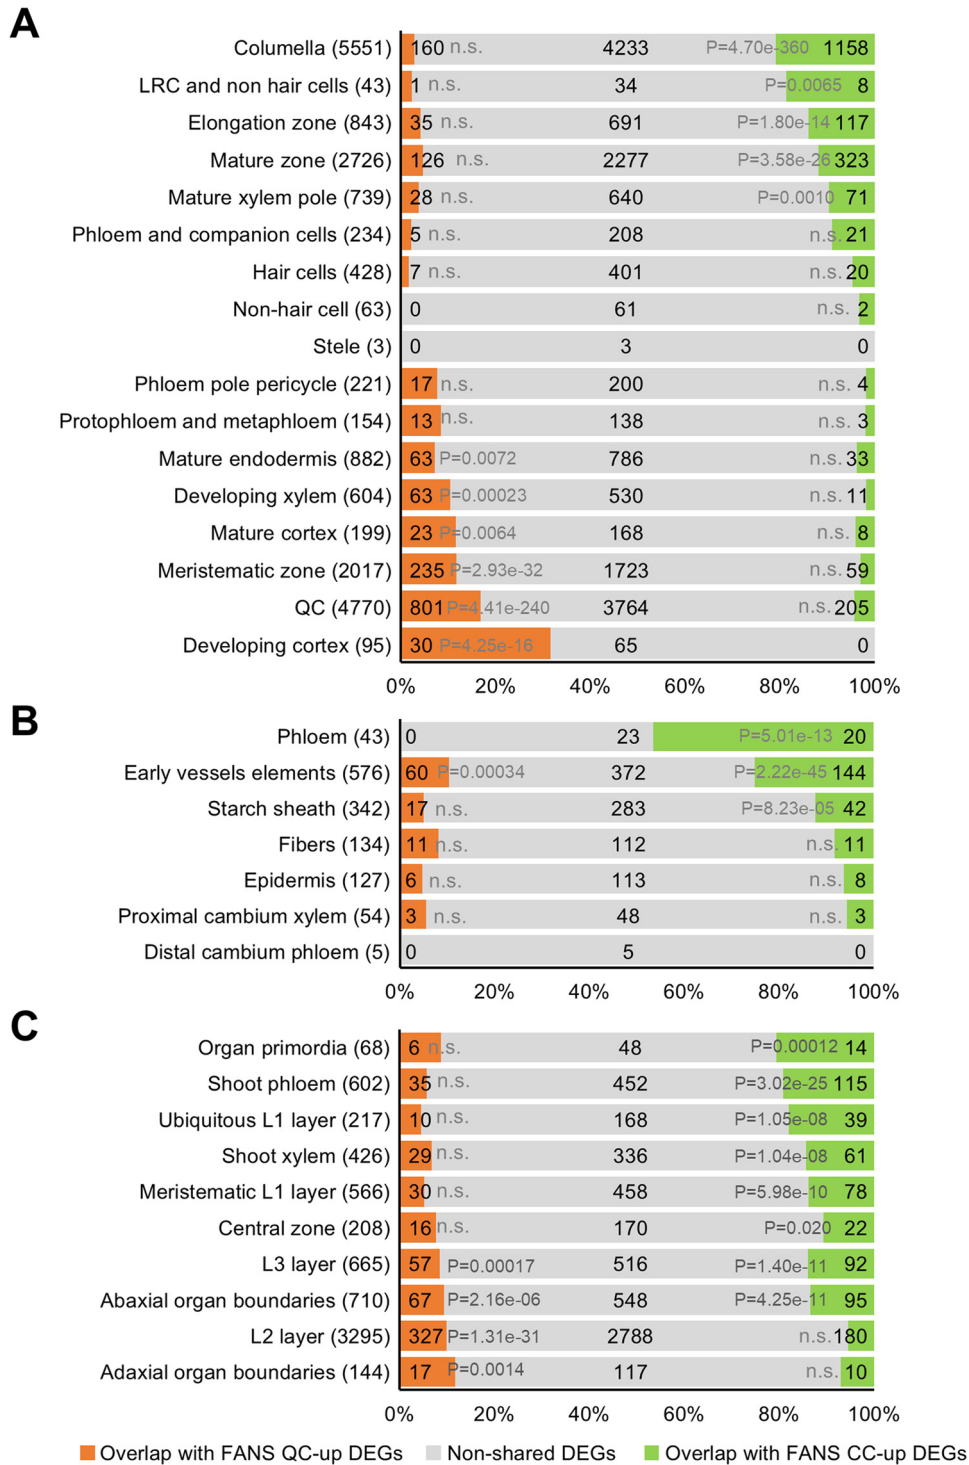 A
Columella (5551) 160 n.s. 4233 P=4.70e-360 1158
LRC and non hair cells (43) 1 n.s. 34 P=0.0065 8
Elongation zone (843) 35 n.s. 691 P=1.80e-14 117
Mature zone (2726) 126 n.s. 2277 P=3.58e-26 323
Mature xylem pole (739) 28 n.s. 640 P=0.0010 71
Phloem and companion cells (234) 5 n.s. 208 n.s. 21
Hair cells (428) 7 n.s. 401 n.s. 20
Non-hair cell (63) 0 61 n.s. 2
Stele (3) 0 3 0
Phloem pole pericycle (221) 17 n.s. 200 n.s. 4
Protophloem and metaphloem (154) 13 n.s. 138 n.s. 3
Mature endodermis (882) 63 P=0.0072 786 n.s. 33
Developing xylem (604) 63 P=0.00023 530 n.s. 11
Mature cortex (199) 23 P=0.0064 168 n.s. 8
Meristematic zone (2017) 235 P=2.93e-32 1723 n.s. 59
QC (4770) 801 P=4.41e-240 3764 n.s. 205
Developing cortex (95) 30 P=4.25e-16 65 0
0% 20% 40% 60% 80% 100%
B
Phloem (43) 0 23 P=5.01e-13 20
Early vessels elements (576) 60 P=0.00034 372 P=2.22e-45 144
Starch sheath (342) 17 n.s. 283 P=8.23e-05 42
Fibers (134) 11 n.s. 112 n.s. 11
Epidermis (127) 6 n.s. 113 n.s. 8
Proximal cambium xylem (54) 3 n.s. 48 n.s. 3
Distal cambium phloem (5) 0 5 0
0% 20% 40% 60% 80% 100%
C
Organ primordia (68) 6 n.s. 48 P=0.00012 14
Shoot phloem (602) 35 n.s. 452 P=3.02e-25 115
Ubiquitous L1 layer (217) 10 n.s. 168 P=1.05e-08 39
Shoot xylem (426) 29 n.s. 336 P=1.04e-08 61
Meristematic L1 layer (566) 30 n.s. 458 P=5.98e-10 78
Central zone (208) 16 n.s. 170 P=0.020 22
L3 layer (665) 57 P=0.00017 516 P=1.40e-11 92
Abaxial organ boundaries (710) 67 P=2.16e-06 548 P=4.25e-11 95
L2 layer (3295) 327 P=1.31e-31 2788 n.s. 180
Adaxial organ boundaries (144) 17 P=0.0014 117 n.s. 10
0% 20% 40% 60% 80% 100%
Overlap with FANS QC-up DEGs Non-shared DEGs Overlap with FANS CC-up DEGs